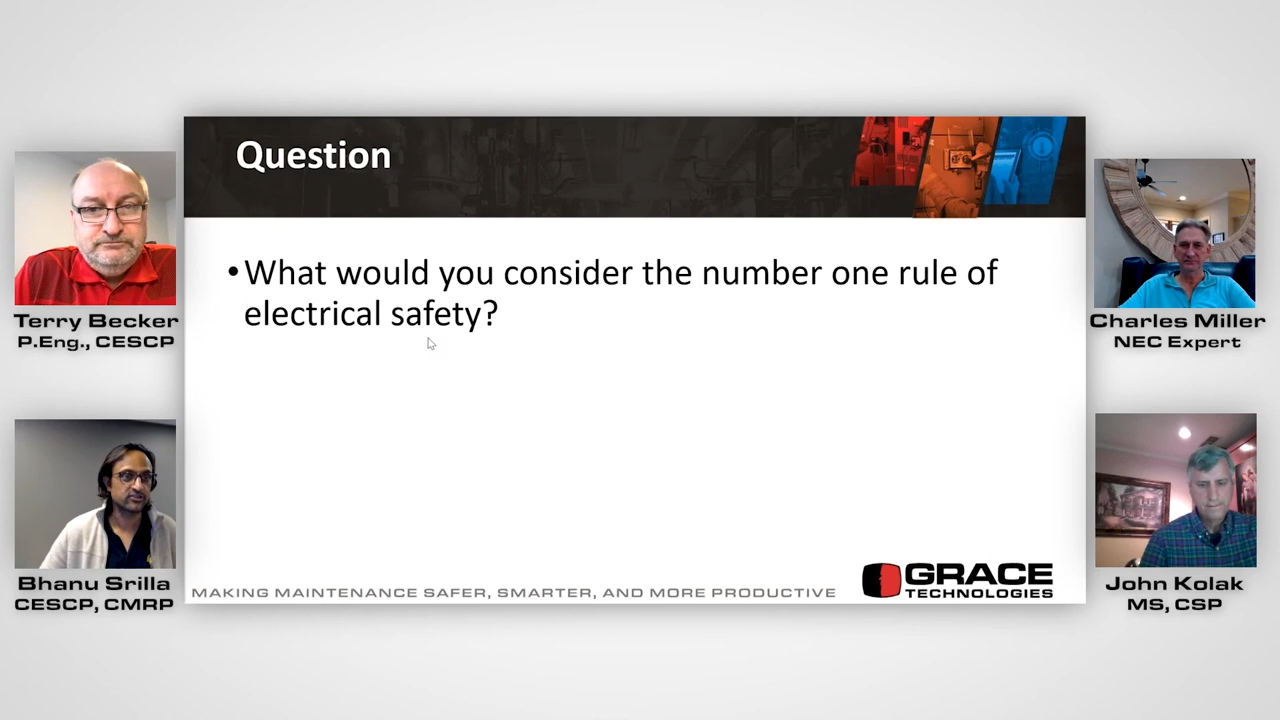 Question
•What would you consider the number one rule of
electrical safety?
Terry Becker
P.Eng., CESCP
Charles Miller
NEC Expert
Bhanu Srilla
CESCP, CMRP
John Kolak
MS, CSP
MAKING MAINTENANCE SAFER, SMARTER, AND MORE PRODUCTIVE
GRACE
TECHNOLOGIES